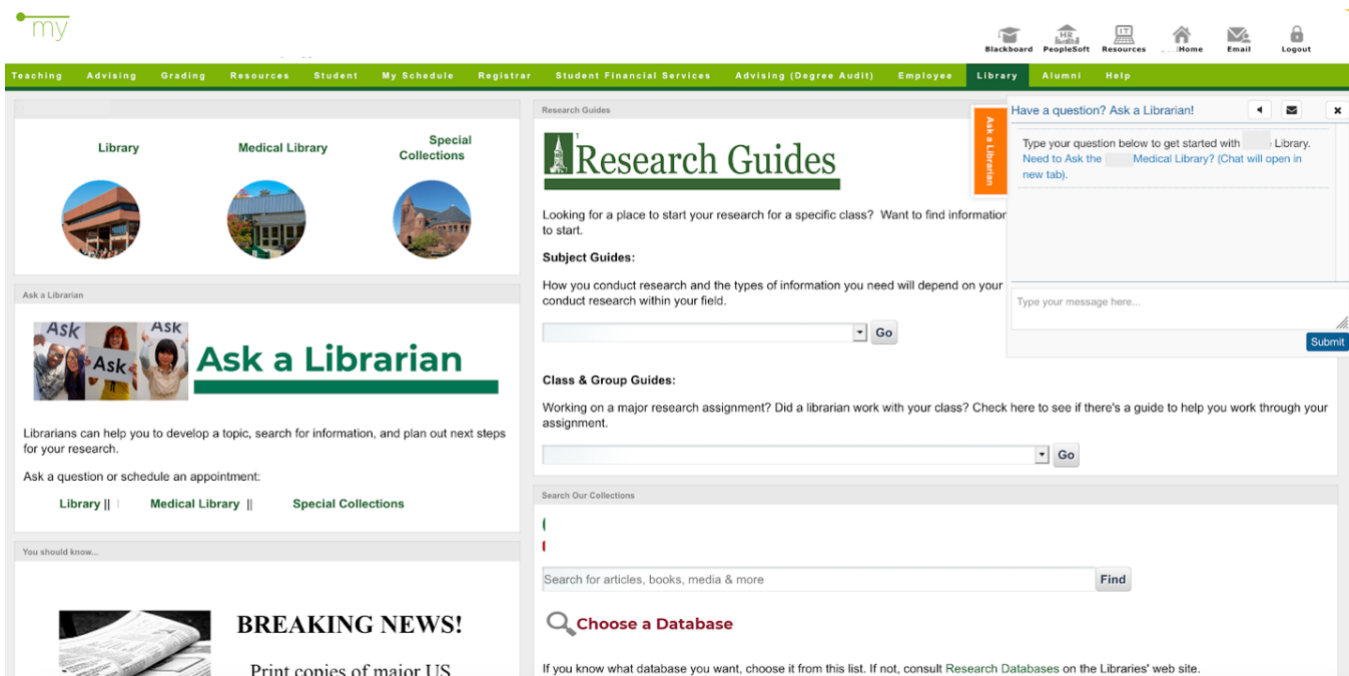 my
Blackboard PeopleSoft Resources Home Email Logout
Teaching Advising Grading Resources Student My Schedule Registrar Student Financial Services Advising (Degree Audit) Employee Library Alumni Help
Library Medical Library Special
Collections
Ask a Librarian
Ask Ask Ask
Ask a Librarian
Librarians can help you to develop a topic, search for information, and plan out next steps
for your research.
Ask a question or schedule an appointment:
Library || Medical Library || Special Collections
You should know...
BREAKING NEWS!
Print copies of major US
Research Guides
Research Guides
Looking for a place to start your research for a specific class? Want to find information
to start.
Subject Guides:
How you conduct research and the types of information you need will depend on your
conduct research within your field.
Go
Class & Group Guides:
Working on a major research assignment? Did a librarian work with your class? Check here to see if there's a guide to help you work through your
assignment.
Go
Search Our Collections
Search for articles, books, media & more Find
Choose a Database
If you know what database you want, choose it from this list. If not, consult Research Databases on the Libraries' web site.
Ask a Librarian
Have a question? Ask a Librarian!
Type your question below to get started with Library.
Need to Ask the Medical Library? (Chat will open in
new tab).
Type your message here...
Submit